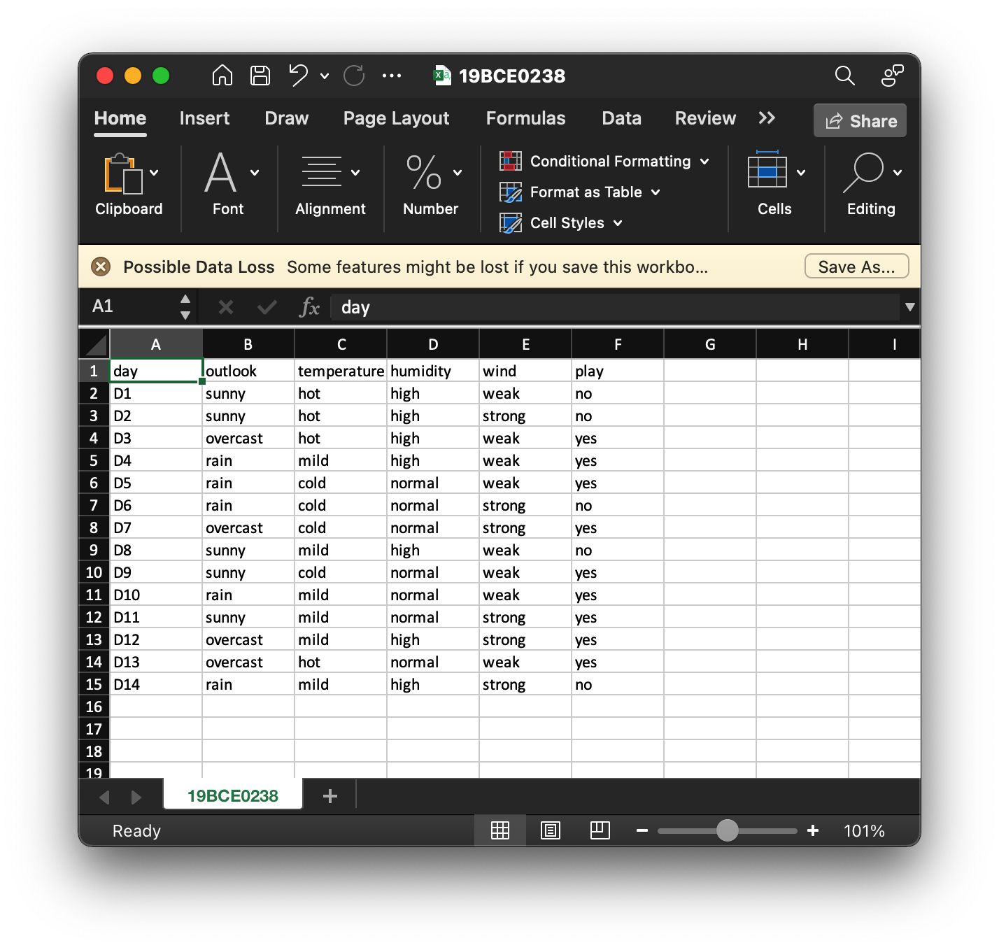 19BCE0238
Home Insert Draw Page Layout Formulas Data Review Share
Clipboard Font Alignment Number Conditional Formatting Format as Table Cell Styles Cells Editing
Possible Data Loss Some features might be lost if you save this workbo... Save As...
A1 fx day
A B C D E F G H I
1 day outlook temperature humidity wind play
2 D1 sunny hot high weak no
3 D2 sunny hot high strong no
4 D3 overcast hot high weak yes
5 D4 rain mild high weak yes
6 D5 rain cold normal weak yes
7 D6 rain cold normal strong no
8 D7 overcast cold normal strong yes
9 D8 sunny mild high weak no
10 D9 sunny cold normal weak yes
11 D10 rain mild normal weak yes
12 D11 sunny mild normal strong yes
13 D12 overcast mild high strong yes
14 D13 overcast hot normal weak yes
15 D14 rain mild high strong no
16
17
18
19
19BCE0238 +
Ready 101%